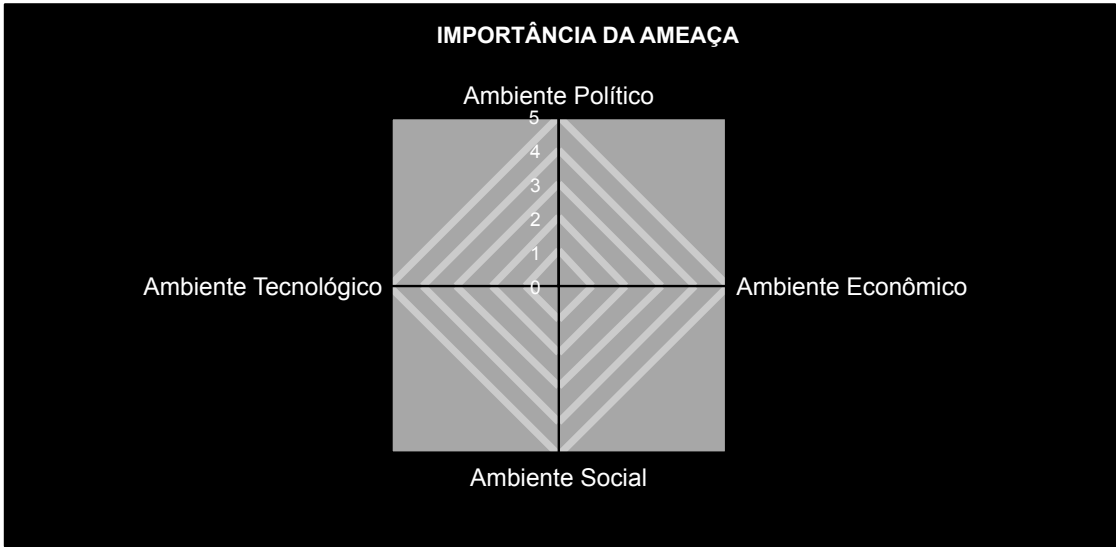 IMPORTÂNCIA DA AMEAÇA
Ambiente Político
5
4
3
2
1
Ambiente Tecnológico 0 Ambiente Econômico
Ambiente Social